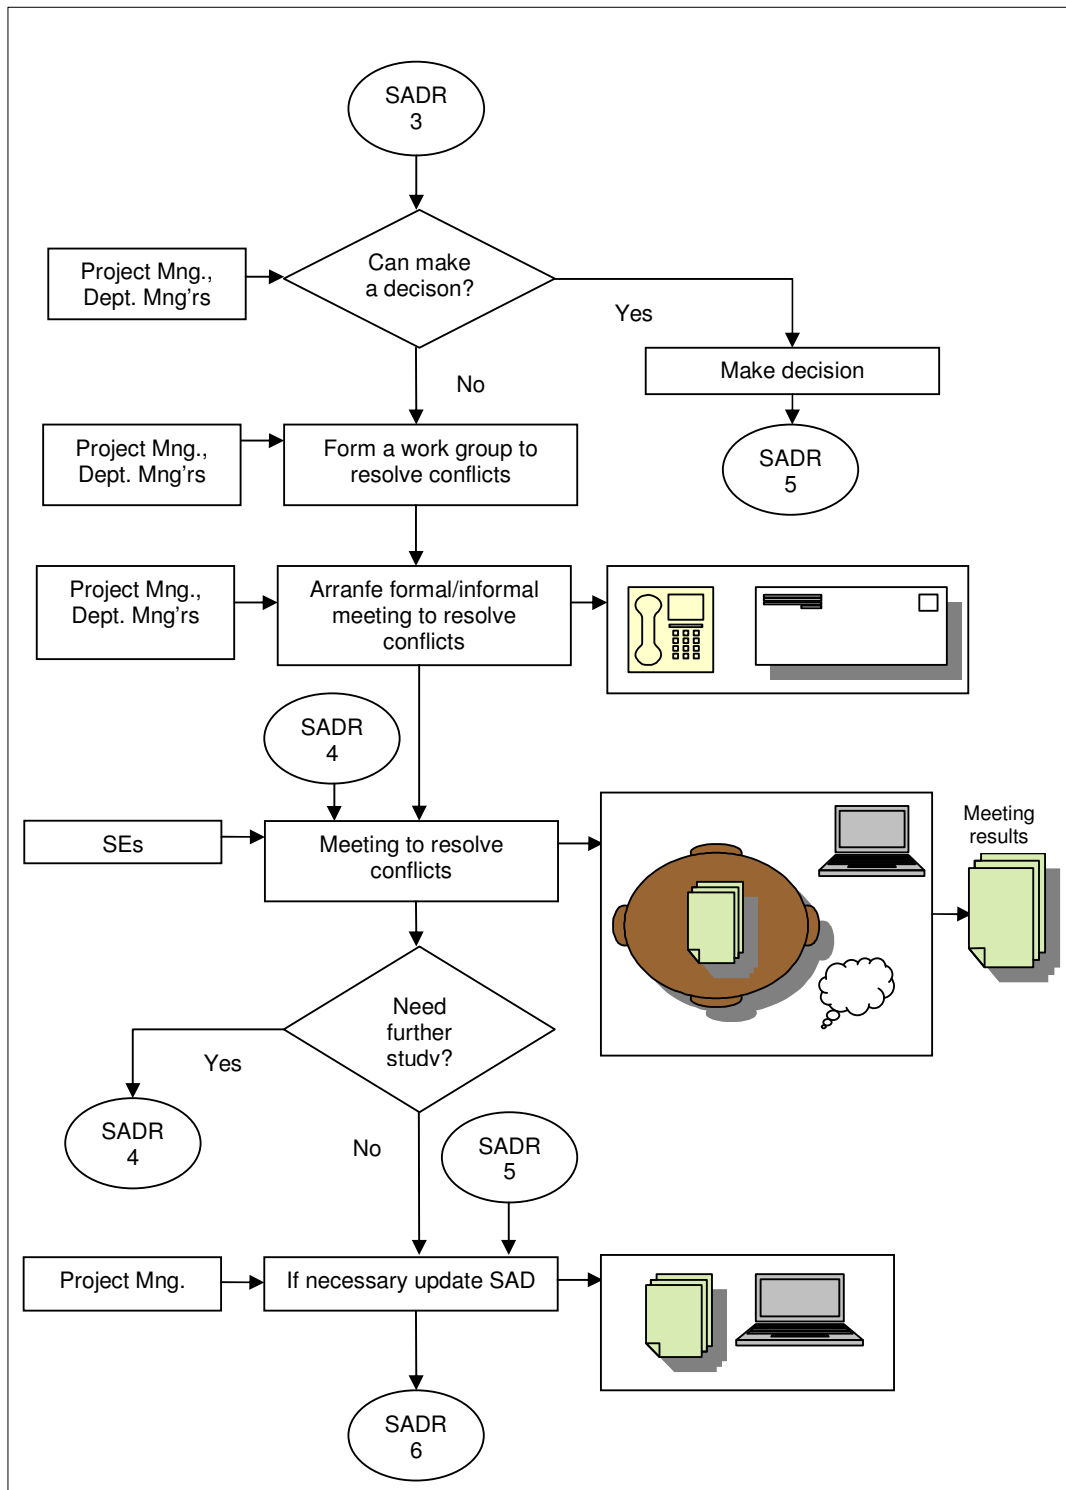 SADR
3
Can make
a decison?
Project Mng.,
Dept. Mng'rs
Yes
Make decision
No
SADR
5
Project Mng.,
Dept. Mng'rs
Form a work group to
resolve conflicts
Project Mng.,
Dept. Mng'rs
Arranfe formal/informal
meeting to resolve
conflicts
SADR
4
SEs
Meeting to resolve
conflicts
Meeting
results
Need
further
study?
Yes
SADR
4
No
SADR
5
Project Mng.
If necessary update SAD
SADR
6